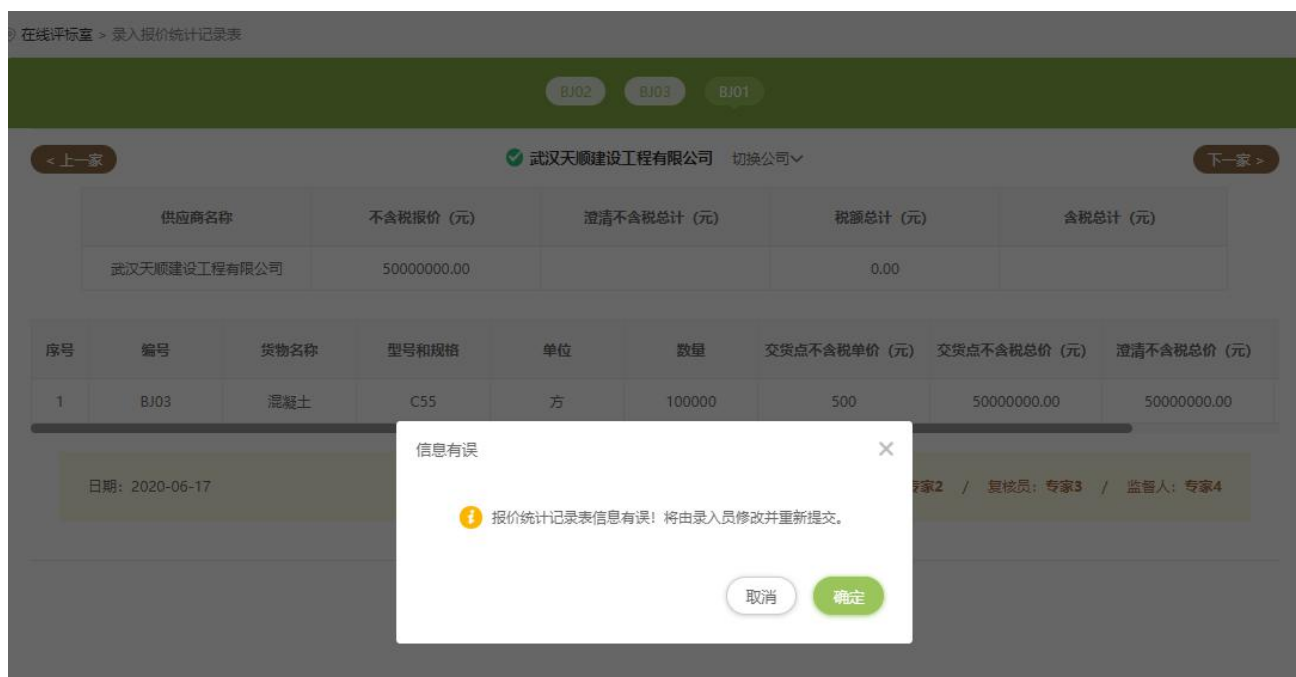 在线评标室 > 录入报价统计记录表
BJ02 BJ03 BJ01
< 上一家 武汉天顺建设工程有限公司 切换公司 下一家 >
供应商名称 不含税报价（元） 澄清不含税总计（元） 税额总计（元） 含税总计（元）
武汉天顺建设工程有限公司 50000000.00 0.00
序号 编号 货物名称 型号和规格 单位 数量 交货点不含税单价（元） 交货点不含税总价（元） 澄清不含税总价（元）
1 BJ03 混凝土 C55 方 100000 500 50000000.00 50000000.00
信息有误
日期：2020-06-17 家2 / 复核员：专家3 / 监督人：专家4
报价统计记录表信息有误！将由录入员修改并重新提交。
取消 确定